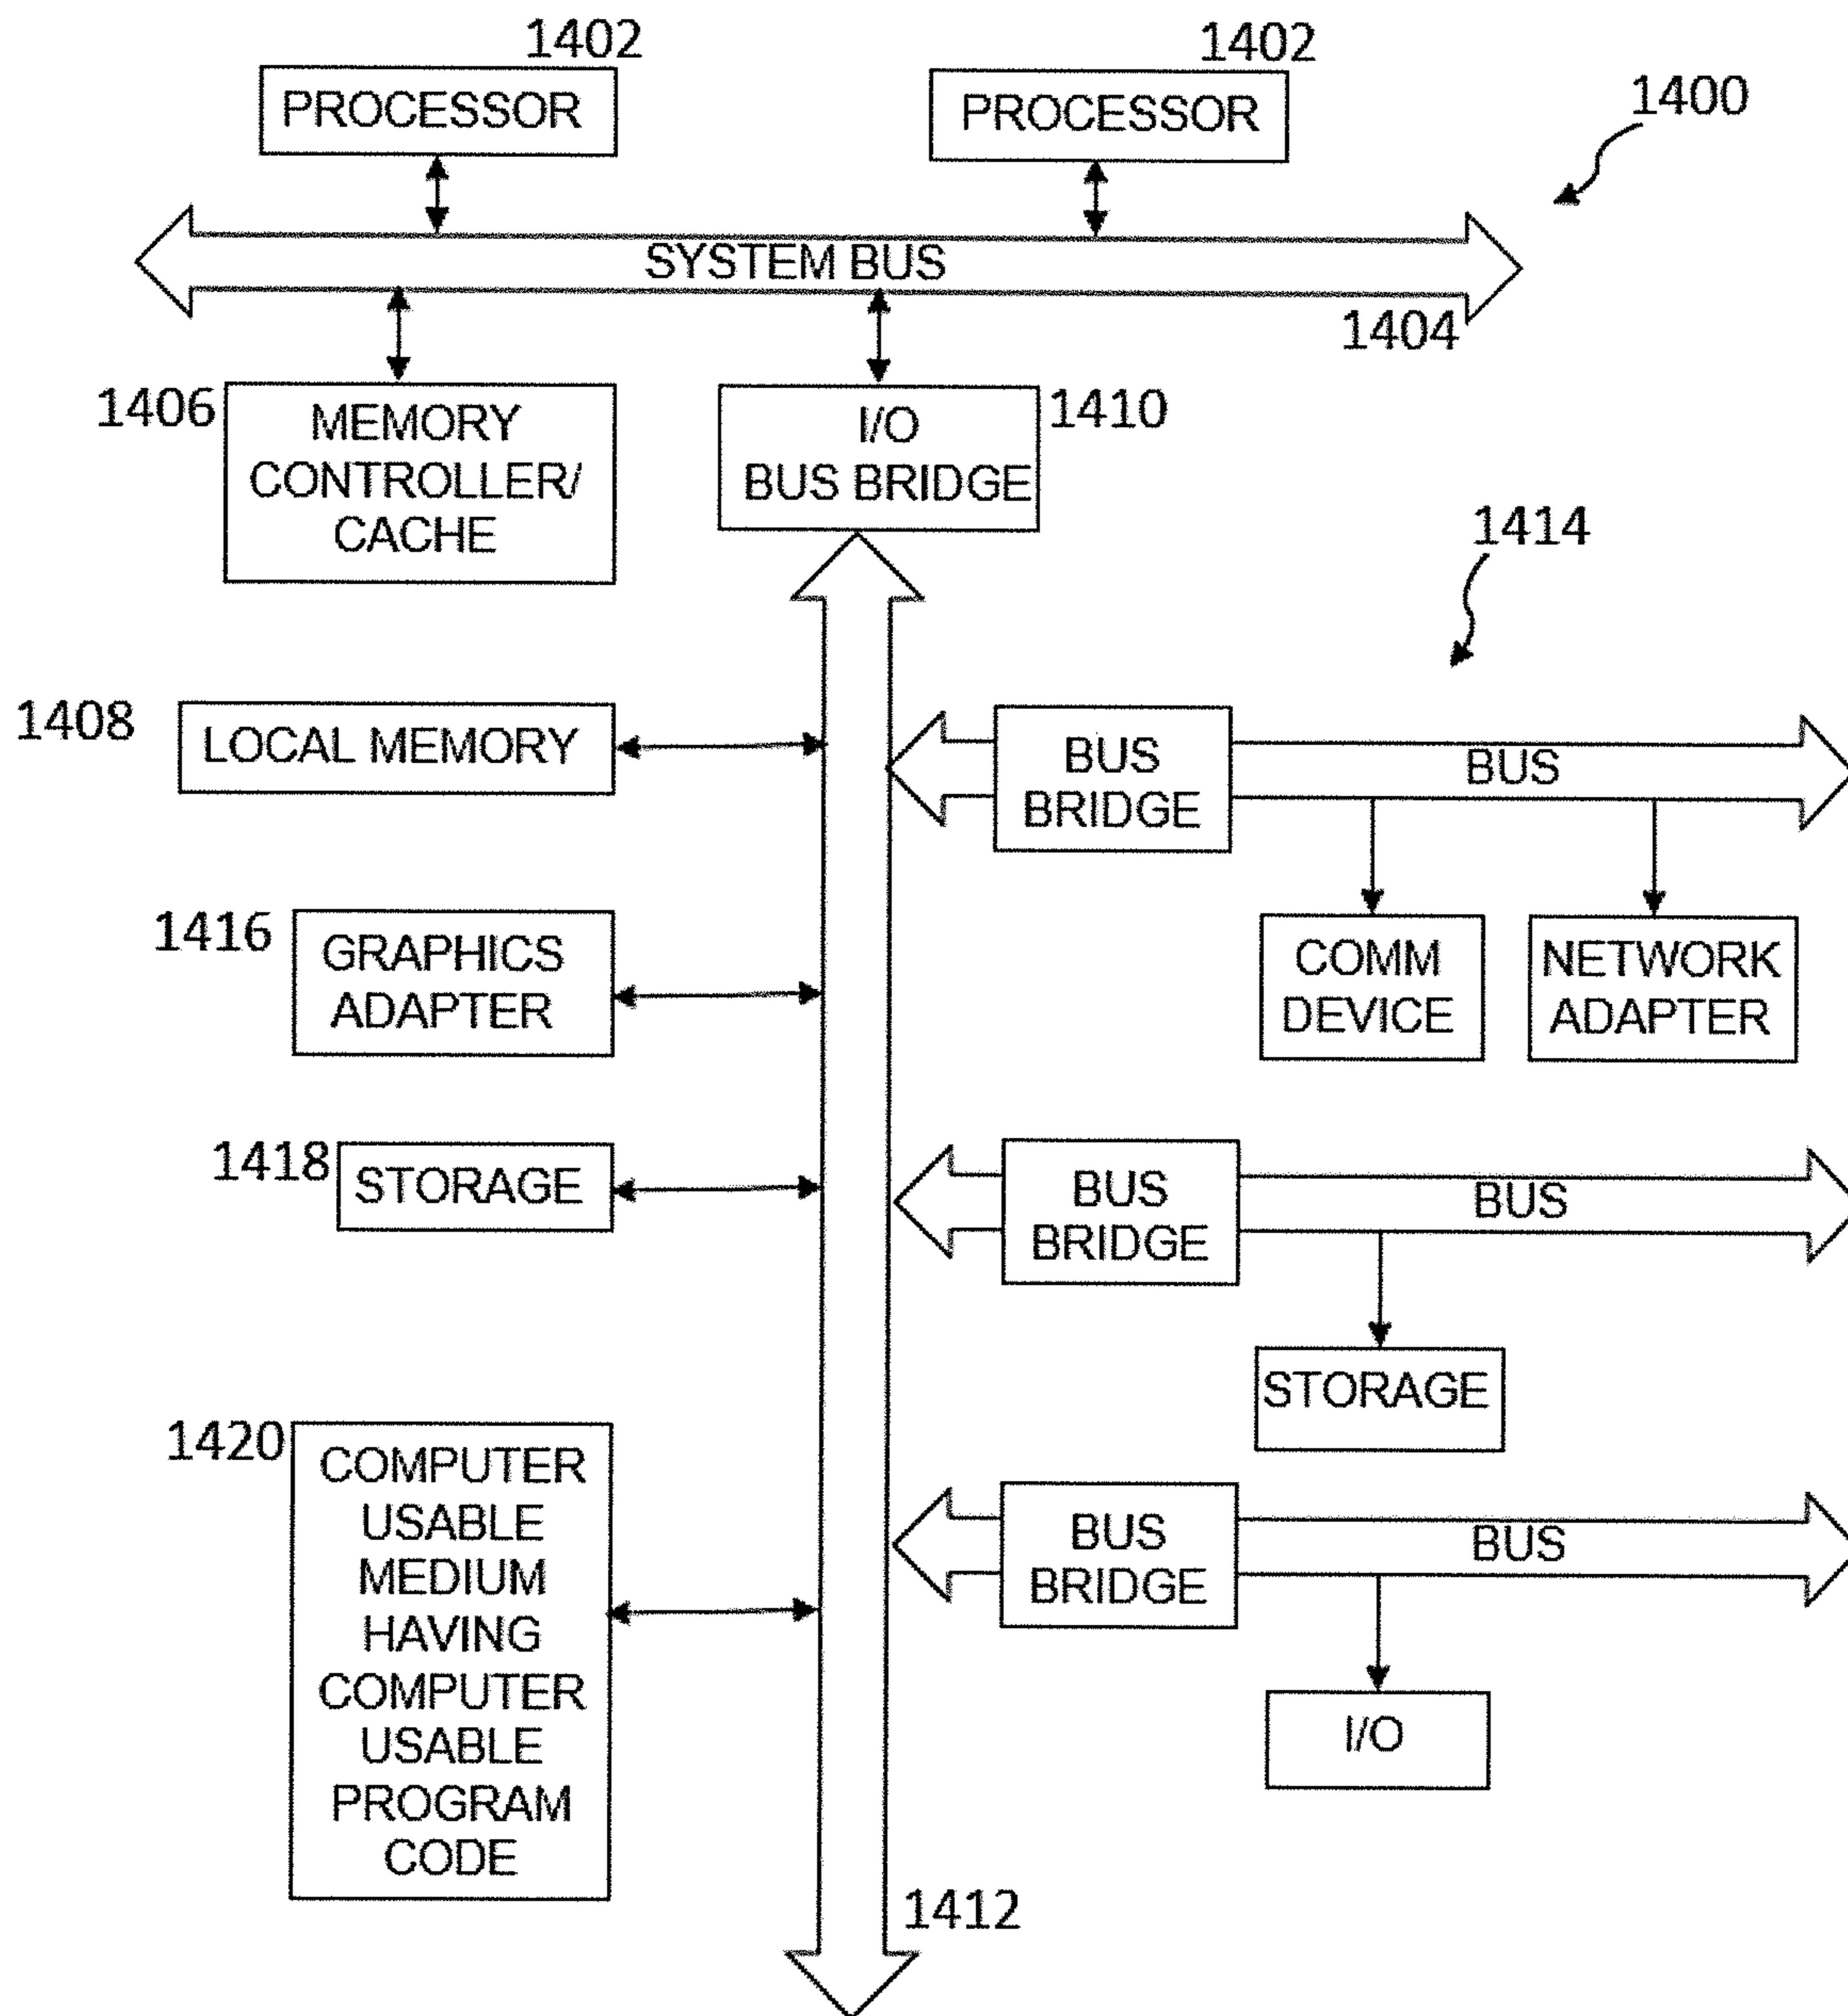 1402
1402
PROCESSOR
PROCESSOR
1400
SYSTEM BUS
1404
1406
MEMORY
CONTROLLER/
CACHE
I/O
BUS BRIDGE
1410
1414
1408
LOCAL MEMORY
BUS
BRIDGE
BUS
1416
GRAPHICS
ADAPTER
COMM
DEVICE
NETWORK
ADAPTER
1418
STORAGE
BUS
BRIDGE
BUS
STORAGE
1420
COMPUTER
USABLE
MEDIUM
HAVING
COMPUTER
USABLE
PROGRAM
CODE
BUS
BRIDGE
BUS
I/O
1412